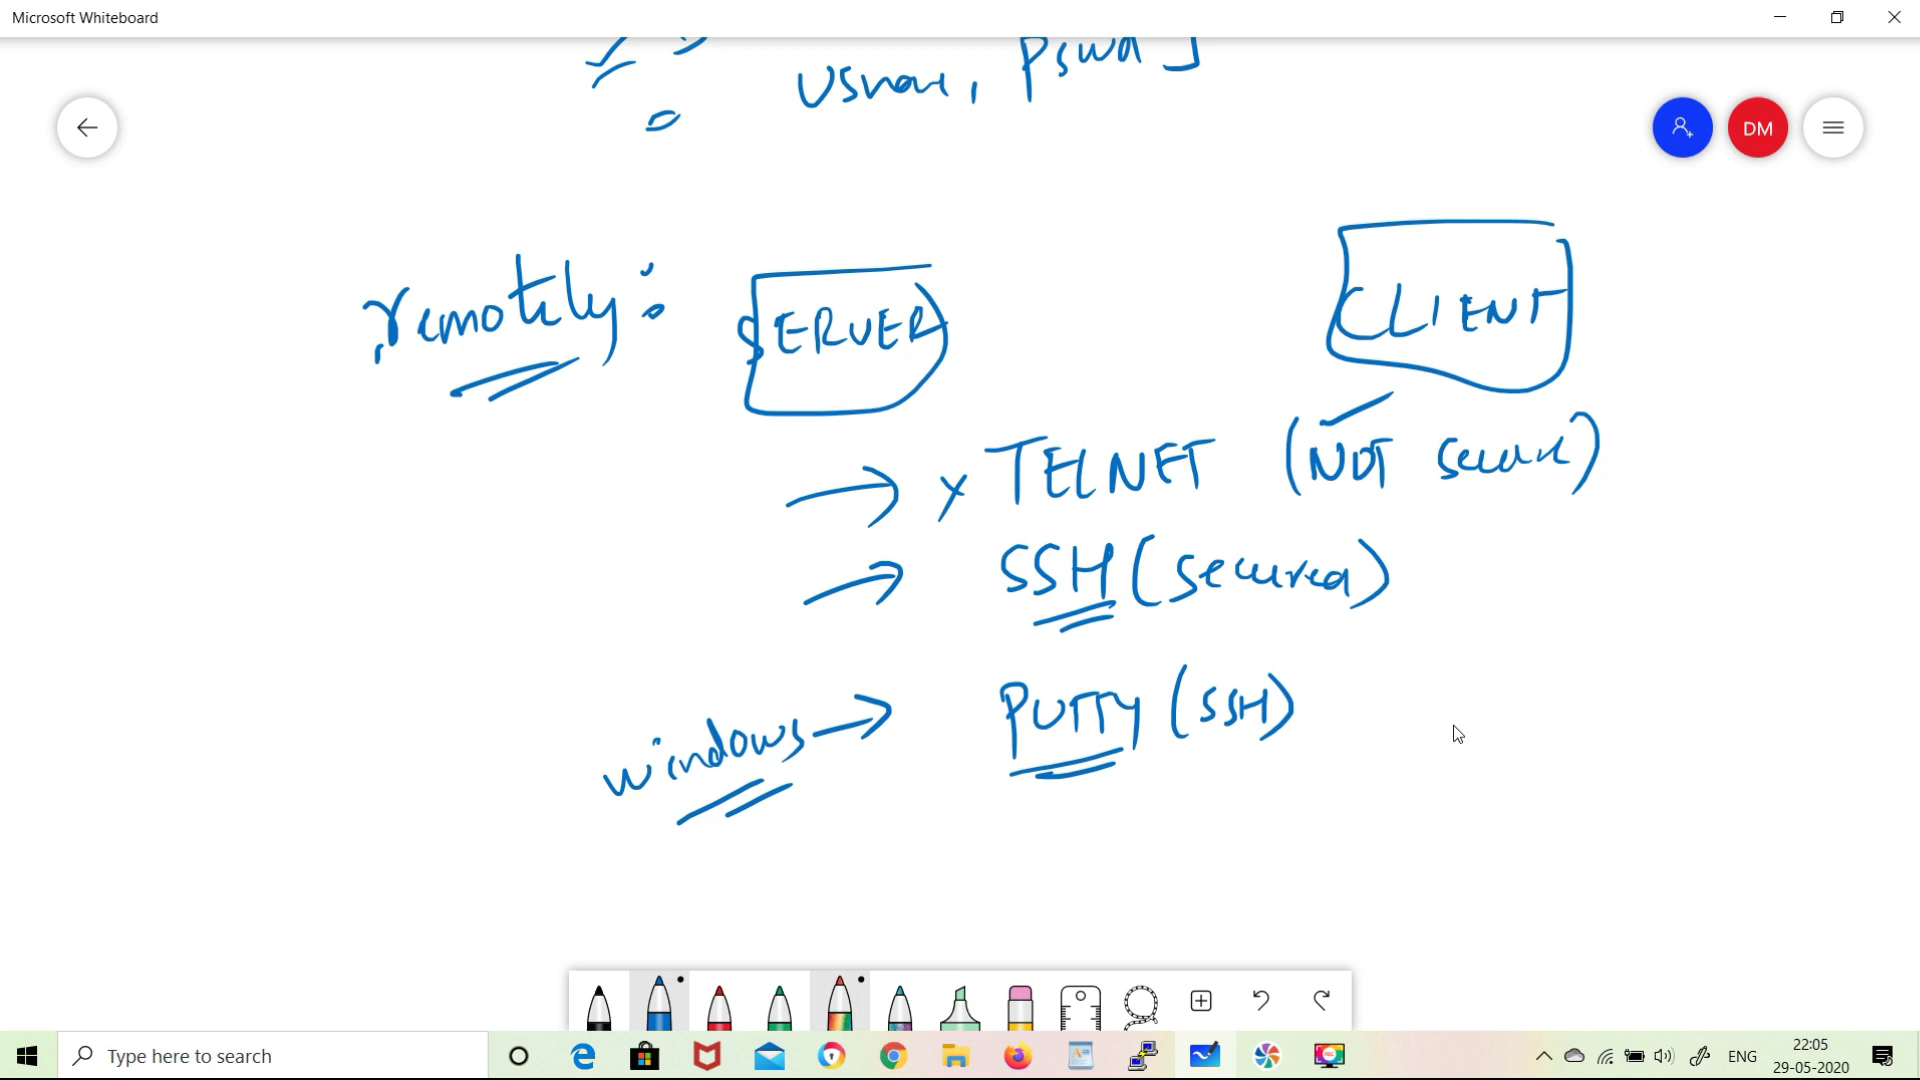 Microsoft Whiteboard
pswd ]
usname,
DM
remotely:
SERVER
CLIENT
x TELNET (NOT secure)
SSH (secured)
windows → PUTTY (SSH)
Type here to search
ENG
22:05
29-05-2020